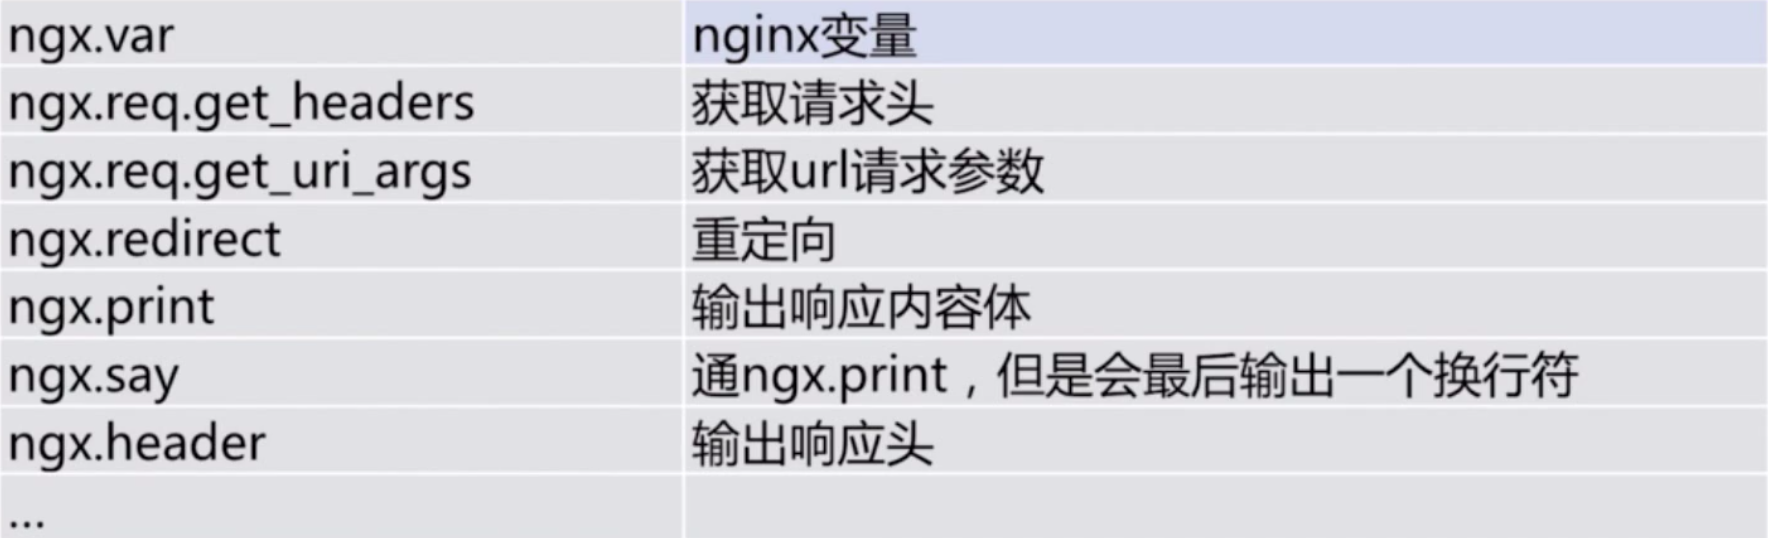 ngx.var nginx变量
ngx.req.get_headers 获取请求头
ngx.req.get_uri_args 获取url请求参数
ngx.redirect 重定向
ngx.print 输出响应内容体
ngx.say 通ngx.print，但是会最后输出一个换行符
ngx.header 输出响应头
...